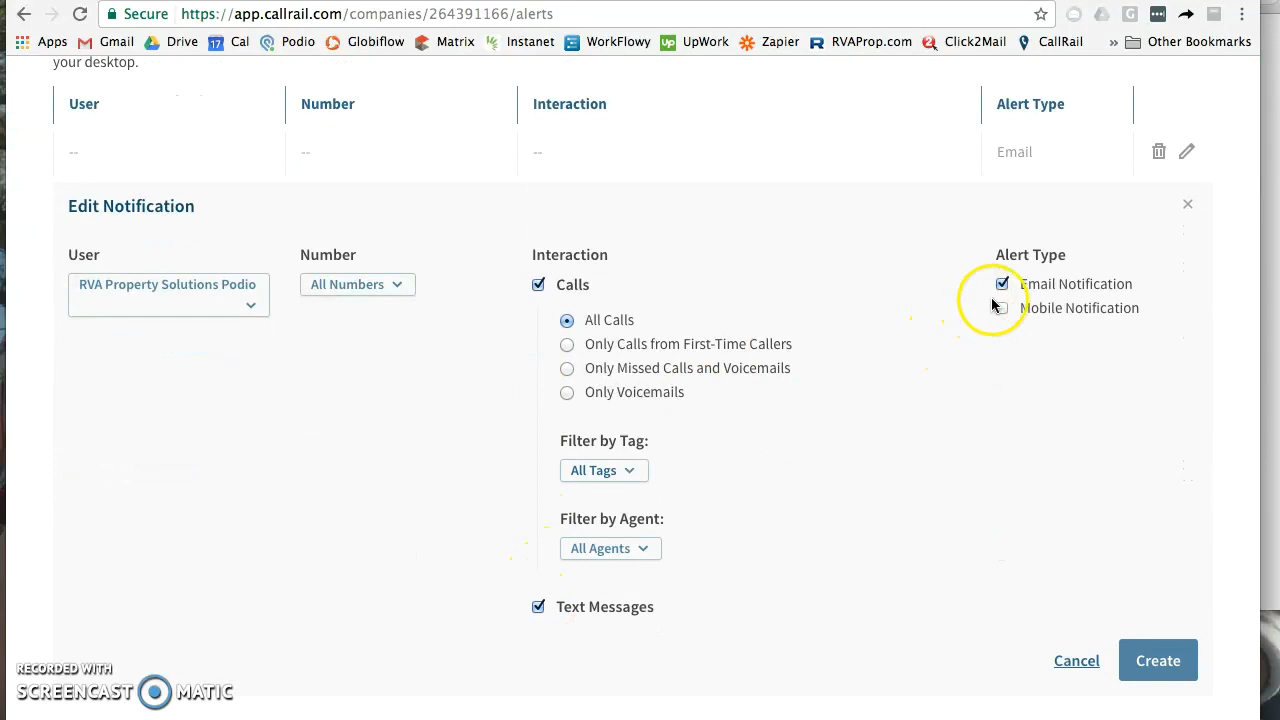 Secure https://app.callrail.com/companies/264391166/alerts
Apps Gmail Drive 17 Cal Podio Globiflow Matrix Instanet WorkFlowy Up UpWork Zapier R RVAProp.com Click2Mail CallRail » Other Bookmarks
your desktop.
User Number Interaction Alert Type
-- -- -- Email
Edit Notification
User Number Interaction Alert Type
RVA Property Solutions Podio All Numbers Calls Email Notification
Mobile Notification
All Calls
Only Calls from First-Time Callers
Only Missed Calls and Voicemails
Only Voicemails
Filter by Tag:
All Tags
Filter by Agent:
All Agents
Text Messages
Cancel Create
RECORDED WITH
SCREENCAST MATIC